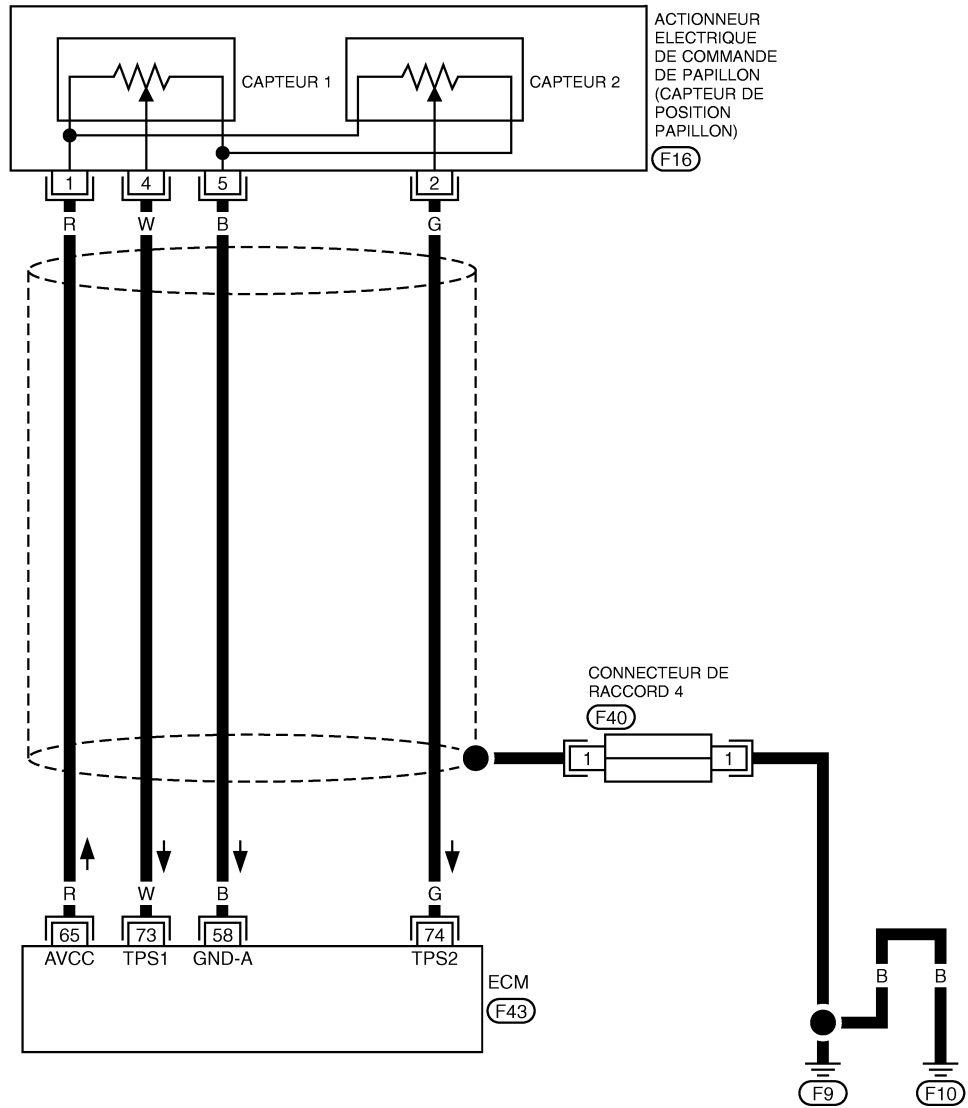 ACTIONNEUR
ELECTRIQUE
DE COMMANDE
DE PAPILLON
(CAPTEUR DE
POSITION
PAPILLON)
F16
CAPTEUR 1
CAPTEUR 2
1 4 5 2
R W B G
CONNECTEUR DE
RACCORD 4
F40
1 1
R W B G
65 73 58 74
AVCC TPS1 GND-A TPS2
ECM
F43
B B
F9 F10